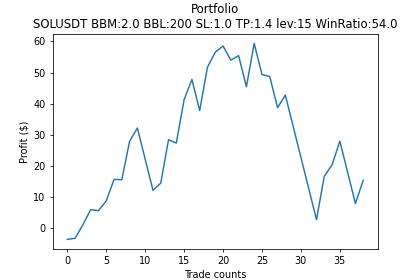 Portfolio
SOLUSDT BBM:2.0 BBL:200 SL:1.0 TP:1.4 lev:15 WinRatio:54.0
60
50
40
30
20
10
0
Profit ($)
0 5 10 15 20 25 30 35
Trade counts